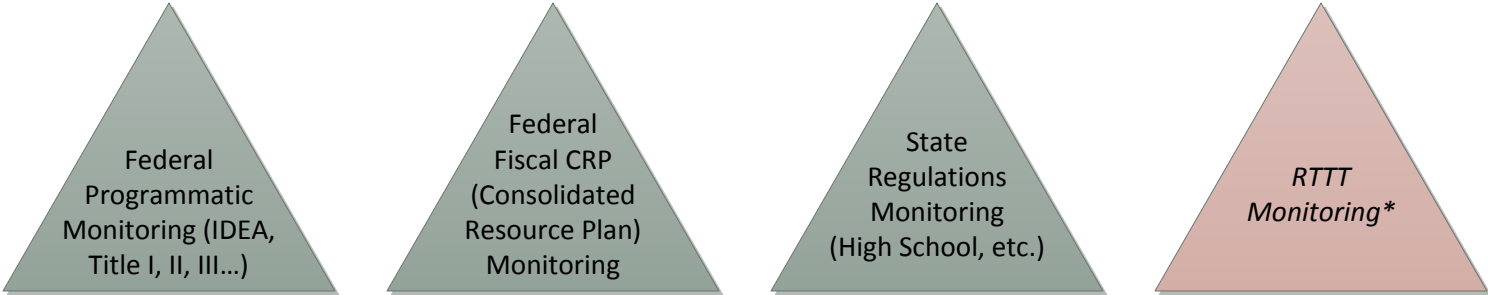 Federal
Programmatic
Monitoring (IDEA,
Title I, II, III…)
Federal
Fiscal CRP
(Consolidated
Resource Plan)
Monitoring
State
Regulations
Monitoring
(High School, etc.)
RTTT
Monitoring*